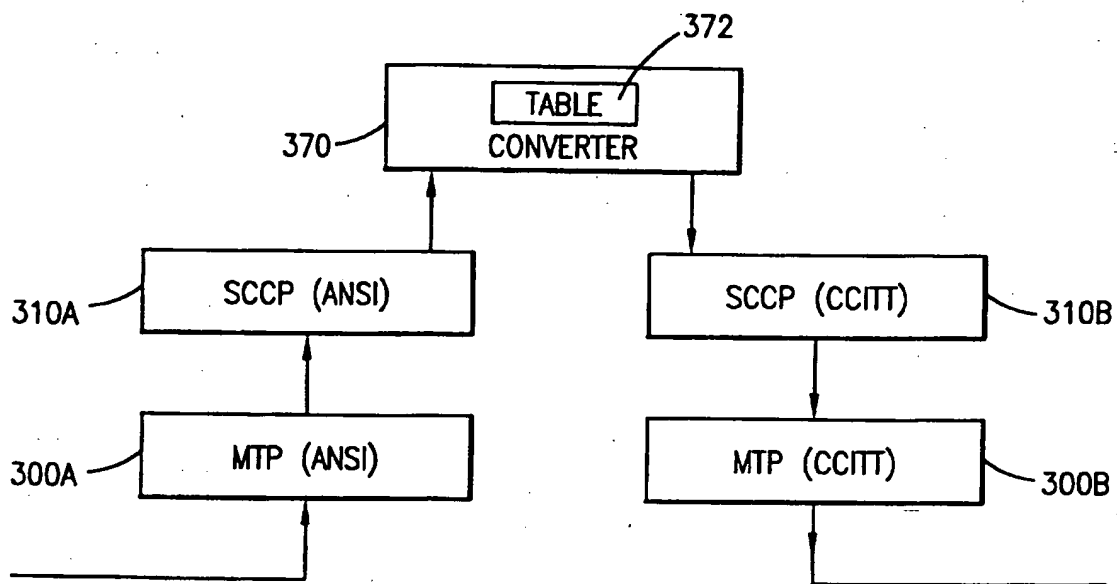 372
TABLE
370
CONVERTER
310A
SCCP (ANSI)
SCCP (CCITT)
310B
300A
MTP (ANSI)
MTP (CCITT)
300B